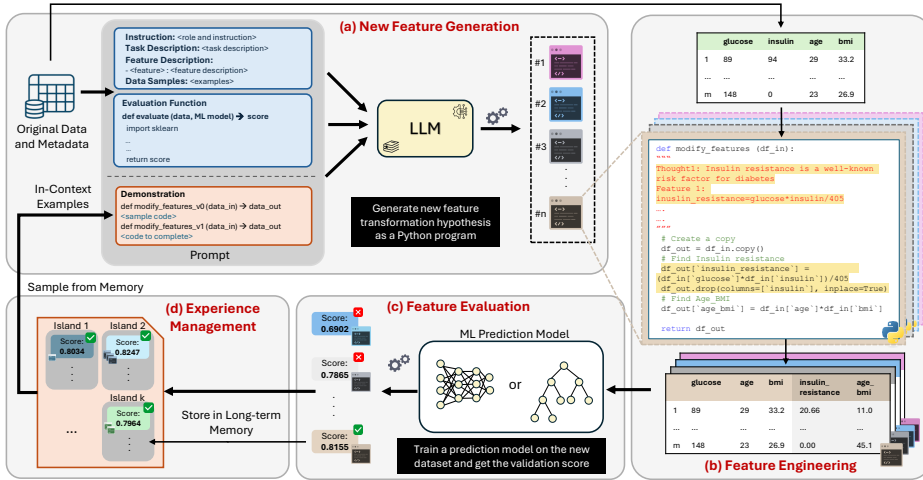 (a) New Feature Generation
Original Data
and Metadata
Instruction: <role and instruction>
Task Description: <task description>
Feature Description:
- <feature> : <feature description>
Data Samples: <examples>
Evaluation Function
def evaluate (data, ML model) → score
import sklearn
...
...
return score
In-Context
Examples
Demonstration
def modify_features_v0 (data_in) → data_out
<sample code>
def modify_features_v1 (data_in) → data_out
<code to complete>
Prompt
LLM
Generate new feature
transformation hypothesis
as a Python program
#1
#2
#3
#n
glucose insulin age bmi
1 89 94 29 33.2
... ... ... ...
m 148 0 23 26.9
def modify_features (df_in):
"""
Thought1: Insulin resistance is a well-known
risk factor for diabetes
Feature 1:
inuslin_resistance=glucose*insulin/405
….
….
"""
# Create a copy
df_out = df_in.copy()
# Find Insulin resistance
df_out[`insulin_resistance`] =
(df_in[`glucose`]*df_in[`insulin`])/405
df_out.drop(columns=[`insulin`], inplace=True)
# Find Age_BMI
df_out[`age_bmi`] = df_in[`age`]*df_in[`bmi`]
return df_out
glucose age bmi insulin_ age_
resistance bmi
1 89 29 33.2 20.66 11.0
... ... ... ... ...
m 148 23 26.9 0.00 45.1
(b) Feature Engineering
(c) Feature Evaluation
ML Prediction Model
or
Train a prediction model on the new
dataset and get the validation score
Score:
0.6902
Score:
0.7865
Score:
0.8155
Sample from Memory
(d) Experience
Management
Island 1
Score:
0.8034
Island 2
Score:
0.8247
Island k
Score:
0.7964
...
Store in Long-term
Memory